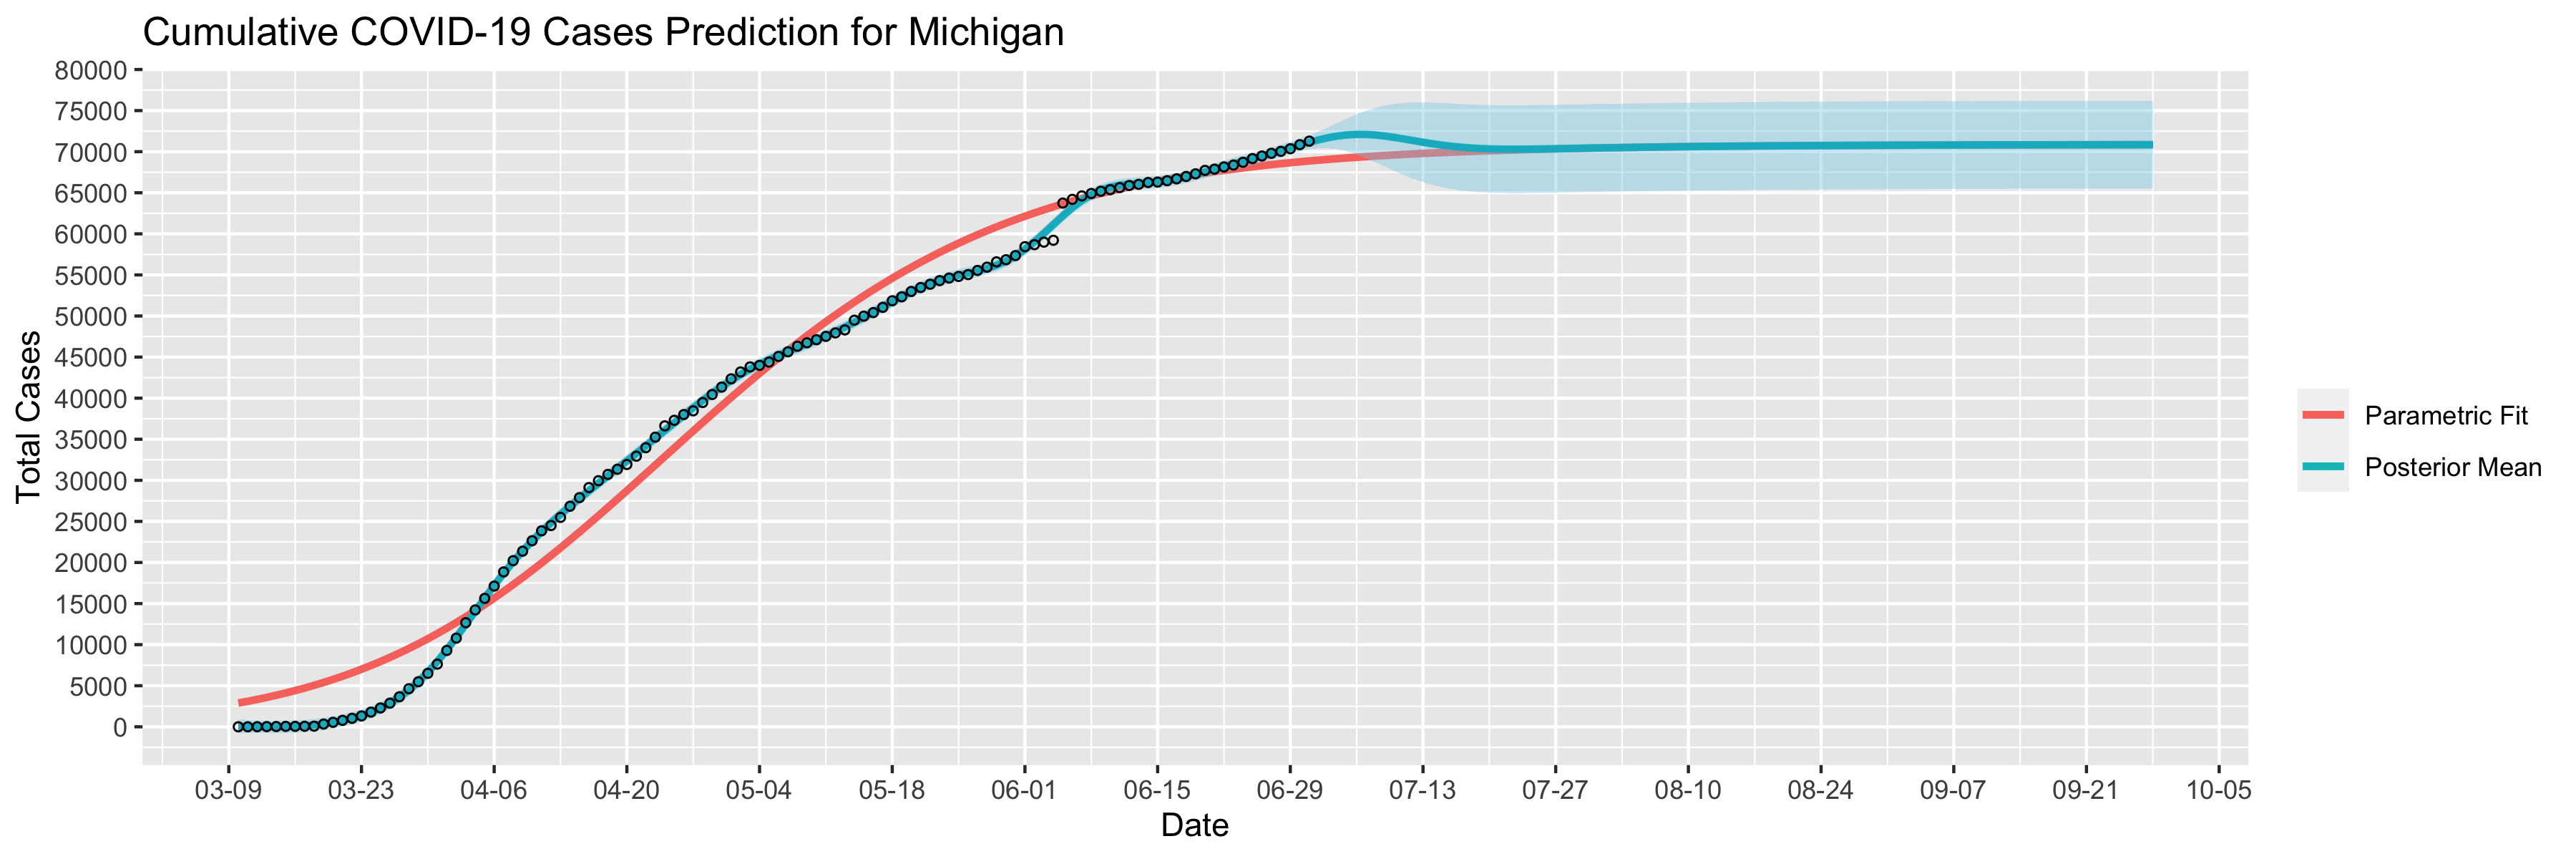 Cumulative COVID-19 Cases Prediction for Michigan
80000
75000
70000
65000
60000
55000
50000
45000
40000
35000
30000
25000
20000
15000
10000
5000
0
Total Cases
03-09 03-23 04-06 04-20 05-04 05-18 06-01 06-15 06-29 07-13 07-27 08-10 08-24 09-07 09-21 10-05
Date
Parametric Fit
Posterior Mean